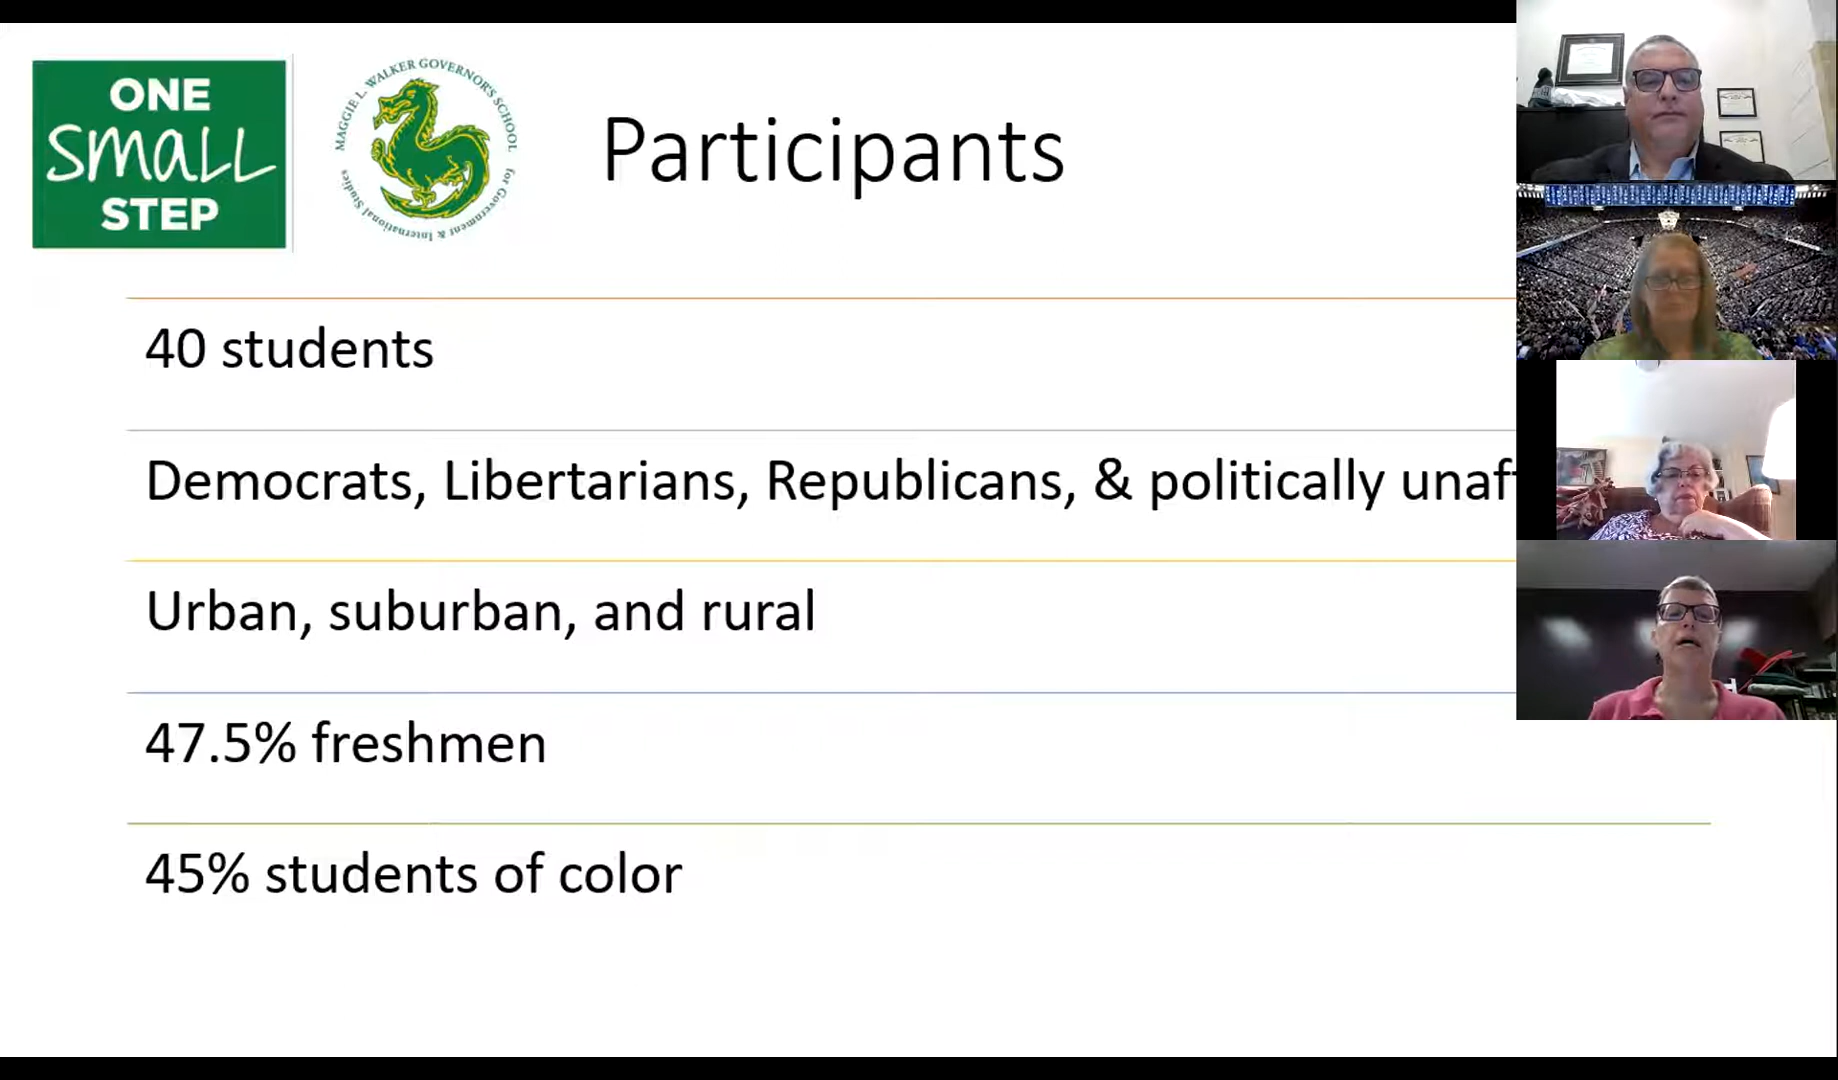 ONE
small
STEP
MAGGIE L. WALKER GOVERNOR'S SCHOOL
for Government & International Studies
Participants
40 students
Democrats, Libertarians, Republicans, & politically unaf
Urban, suburban, and rural
47.5% freshmen
45% students of color